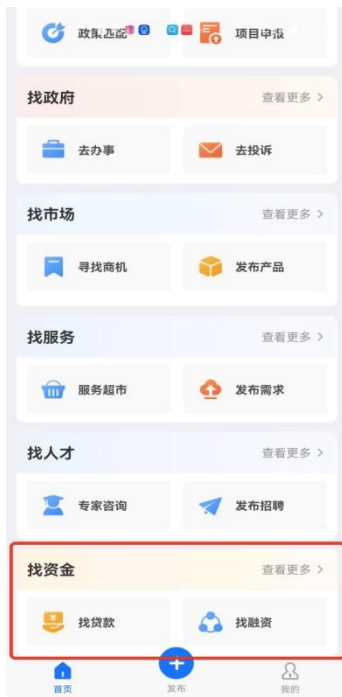 政策匹配 项目申报
找政府 查看更多 >
去办事 去投诉
找市场 查看更多 >
寻找商机 发布产品
找服务 查看更多 >
服务超市 发布需求
找人才 查看更多 >
专家咨询 发布招聘
找资金 查看更多 >
找贷款 找融资
首页 发布 我的